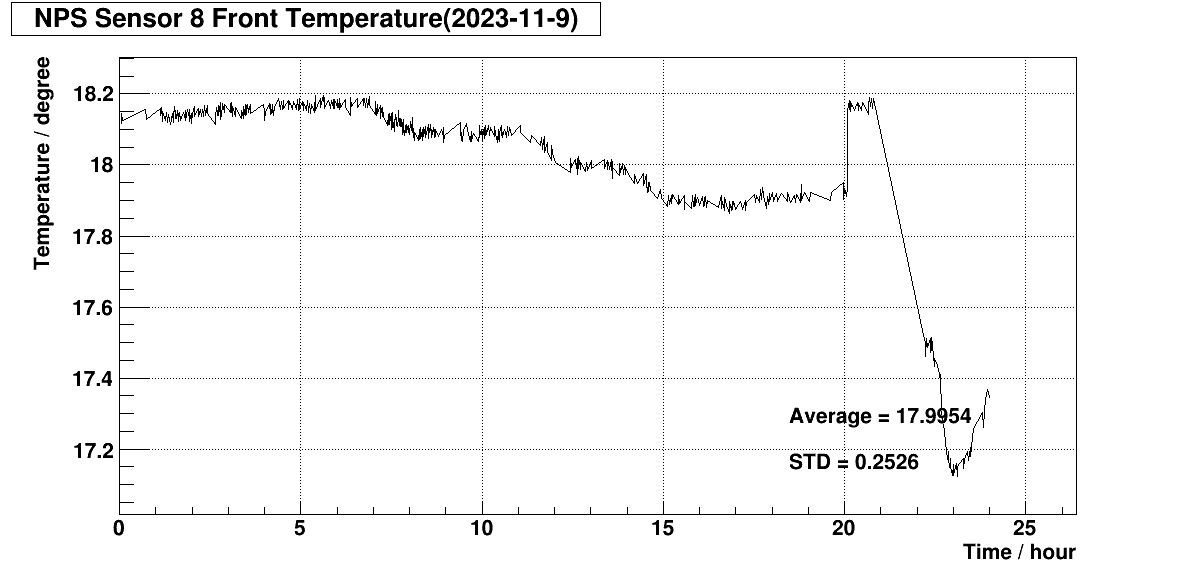 NPS Sensor 8 Front Temperature(2023-11-9)
Temperature / degree
18.2
18
17.8
17.6
17.4
17.2
Average = 17.9954
STD = 0.2526
0 5 10 15 20 25
Time / hour